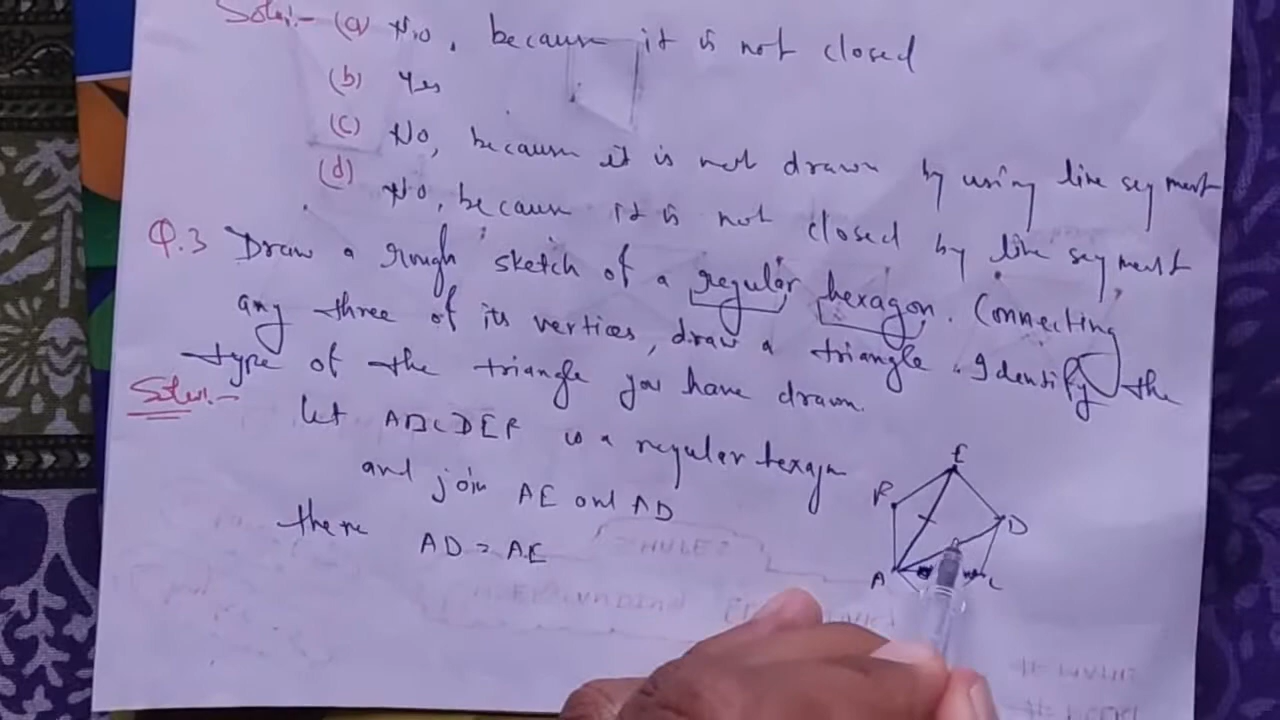 Soln:- (a) No, because it is not closed
(b) Yes
(c) No, because it is not drawn by using line segment
(d) No, because it is not closed by line segment
Q.3 Draw a rough sketch of a regular hexagon. Connecting
any three of its vertices, draw a triangle. Identify the
type of the triangle you have drawn.
Soln:-
let ABCDEF is a regular hexagon
and join AE and AD
there AD = AE
E
F
D
A
C